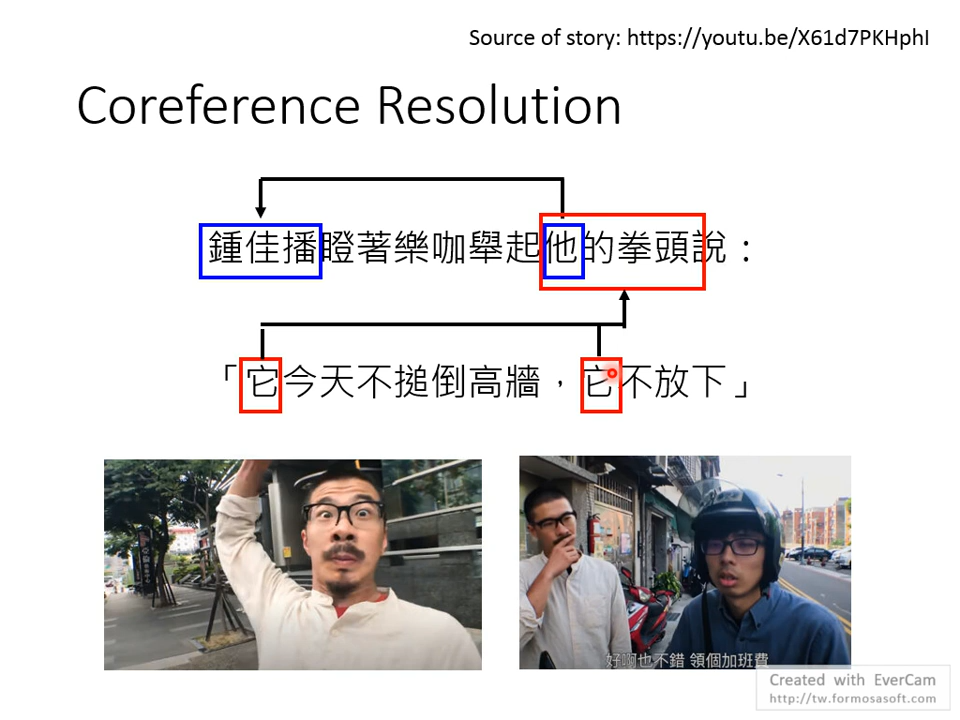 Source of story: https://youtu.be/X61d7PKHphI
Coreference Resolution
鍾佳播瞪著樂咖舉起他的拳頭說：
「它今天不搥倒高牆，它不放下」
好啊也不錯 領個加班費
Created with EverCam
http://tw.formosasoft.com